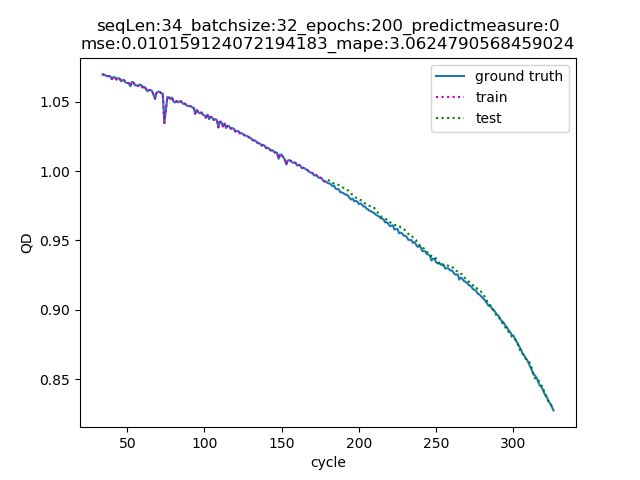 seqLen:34_batchsize:32_epochs:200_predictmeasure:0
mse:0.010159124072194183_mape:3.0624790568459024
ground truth
train
test
1.05
1.00
0.95
0.90
0.85
QD
50 100 150 200 250 300
cycle